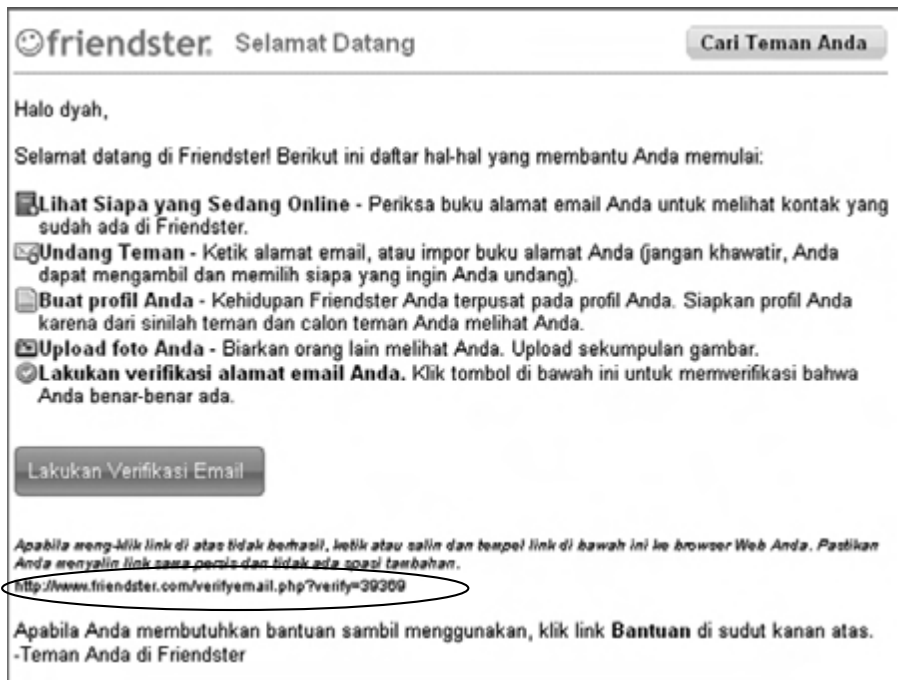 friendster. Selamat Datang
Cari Teman Anda
Halo dyah,
Selamat datang di Friendster! Berikut ini daftar hal-hal yang membantu Anda memulai:
Lihat Siapa yang Sedang Online - Periksa buku alamat email Anda untuk melihat kontak yang
sudah ada di Friendster.
Undang Teman - Ketik alamat email, atau impor buku alamat Anda (jangan khawatir, Anda
dapat mengambil dan memilih siapa yang ingin Anda undang).
Buat profil Anda - Kehidupan Friendster Anda terpusat pada profil Anda. Siapkan profil Anda
karena dari sinilah teman dan calon teman Anda melihat Anda.
Upload foto Anda - Biarkan orang lain melihat Anda. Upload sekumpulan gambar.
Lakukan verifikasi alamat email Anda. Klik tombol di bawah ini untuk memverifikasi bahwa
Anda benar-benar ada.
Lakukan Verifikasi Email
Apabila meng-klik link di atas tidak berhasil, ketik atau salin dan tempel link di bawah ini ke browser Web Anda. Pastikan
Anda menyalin link sama persis dan tidak ada spasi tambahan.
http://www.friendster.com/verifyemail.php?verify=39369
Apabila Anda membutuhkan bantuan sambil menggunakan, klik link Bantuan di sudut kanan atas.
-Teman Anda di Friendster